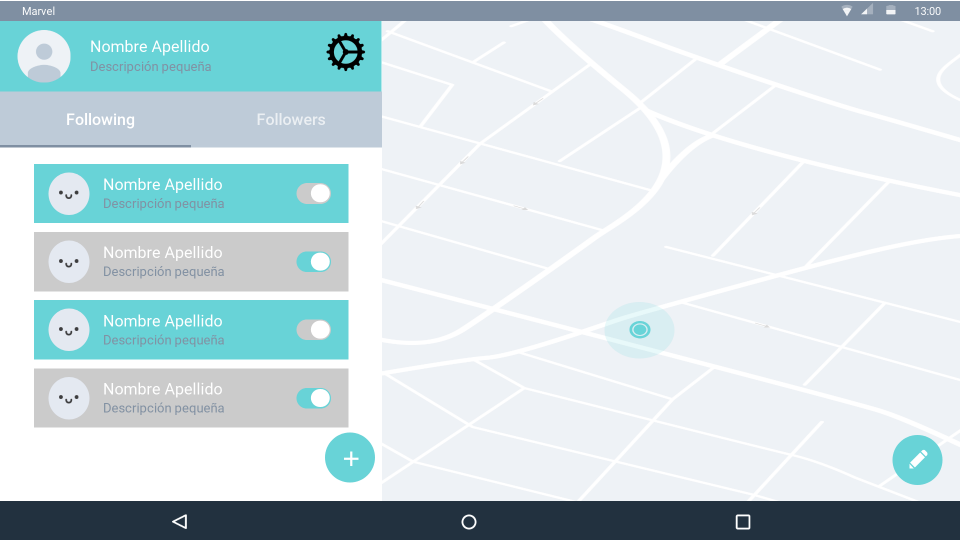 Marvel
13:00
Nombre Apellido
Descripción pequeña
Following
Followers
Nombre Apellido
Descripción pequeña
Nombre Apellido
Descripción pequeña
Nombre Apellido
Descripción pequeña
Nombre Apellido
Descripción pequeña